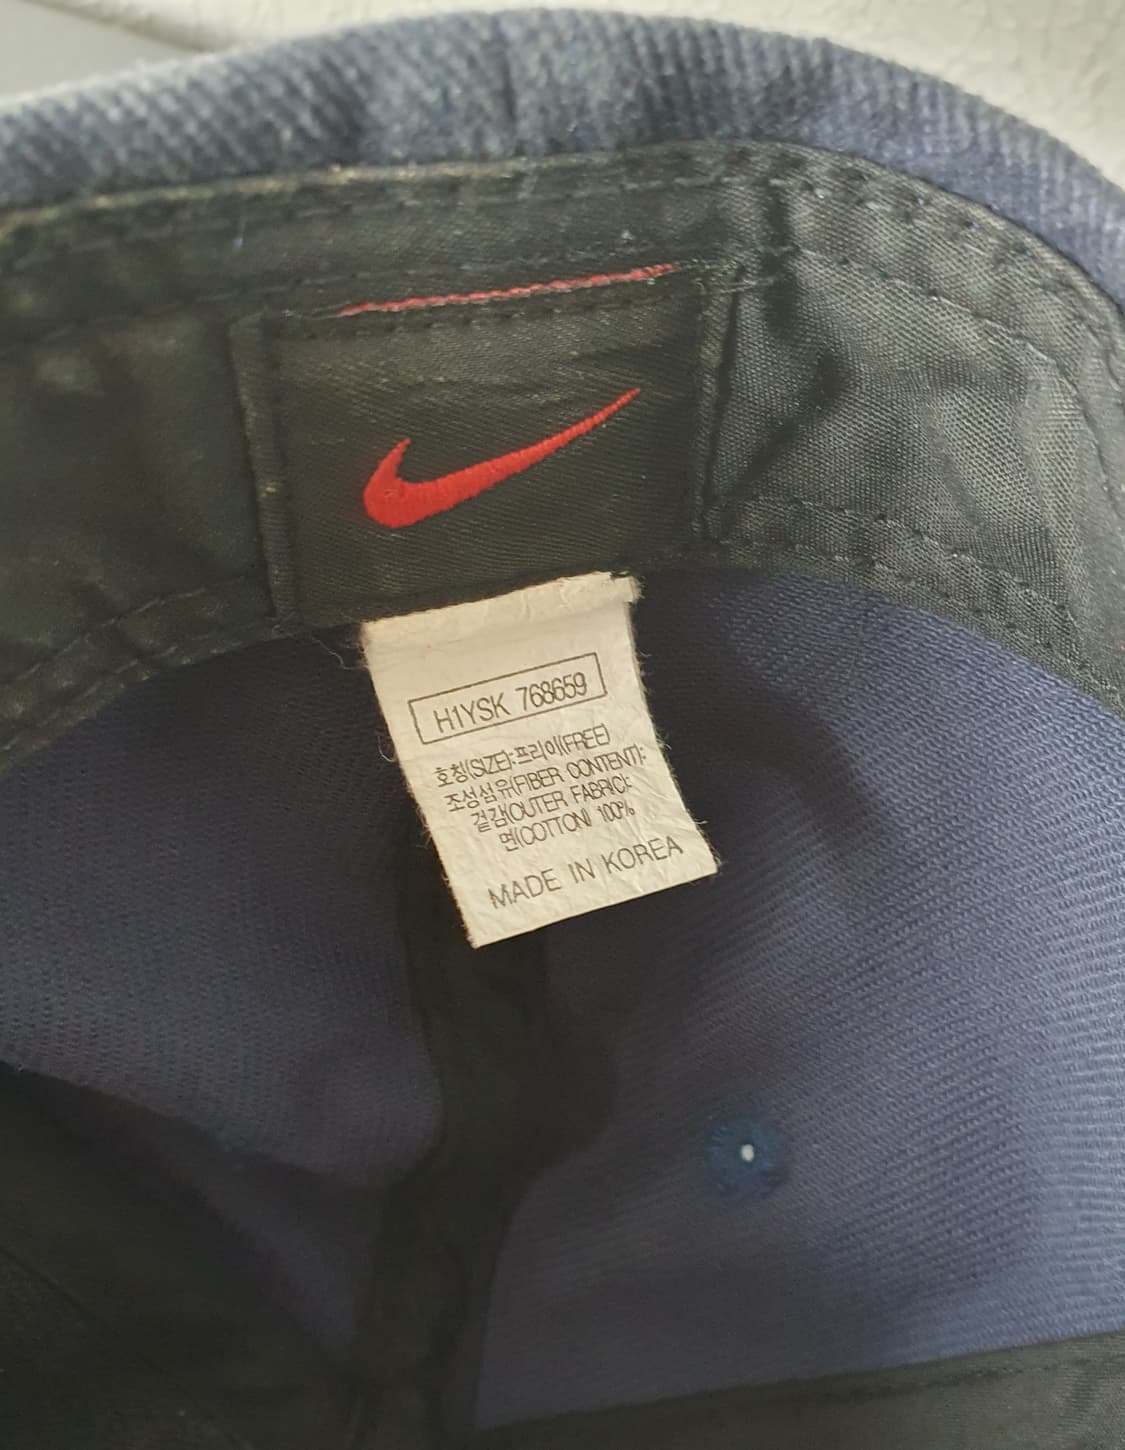 H1YSK 768659
호칭(SIZE):프리이(FREE)
조성섬유(FIBER CONTENT):
겉감(OUTER FABRIC):
면(COTTON) 100%
MADE IN KOREA